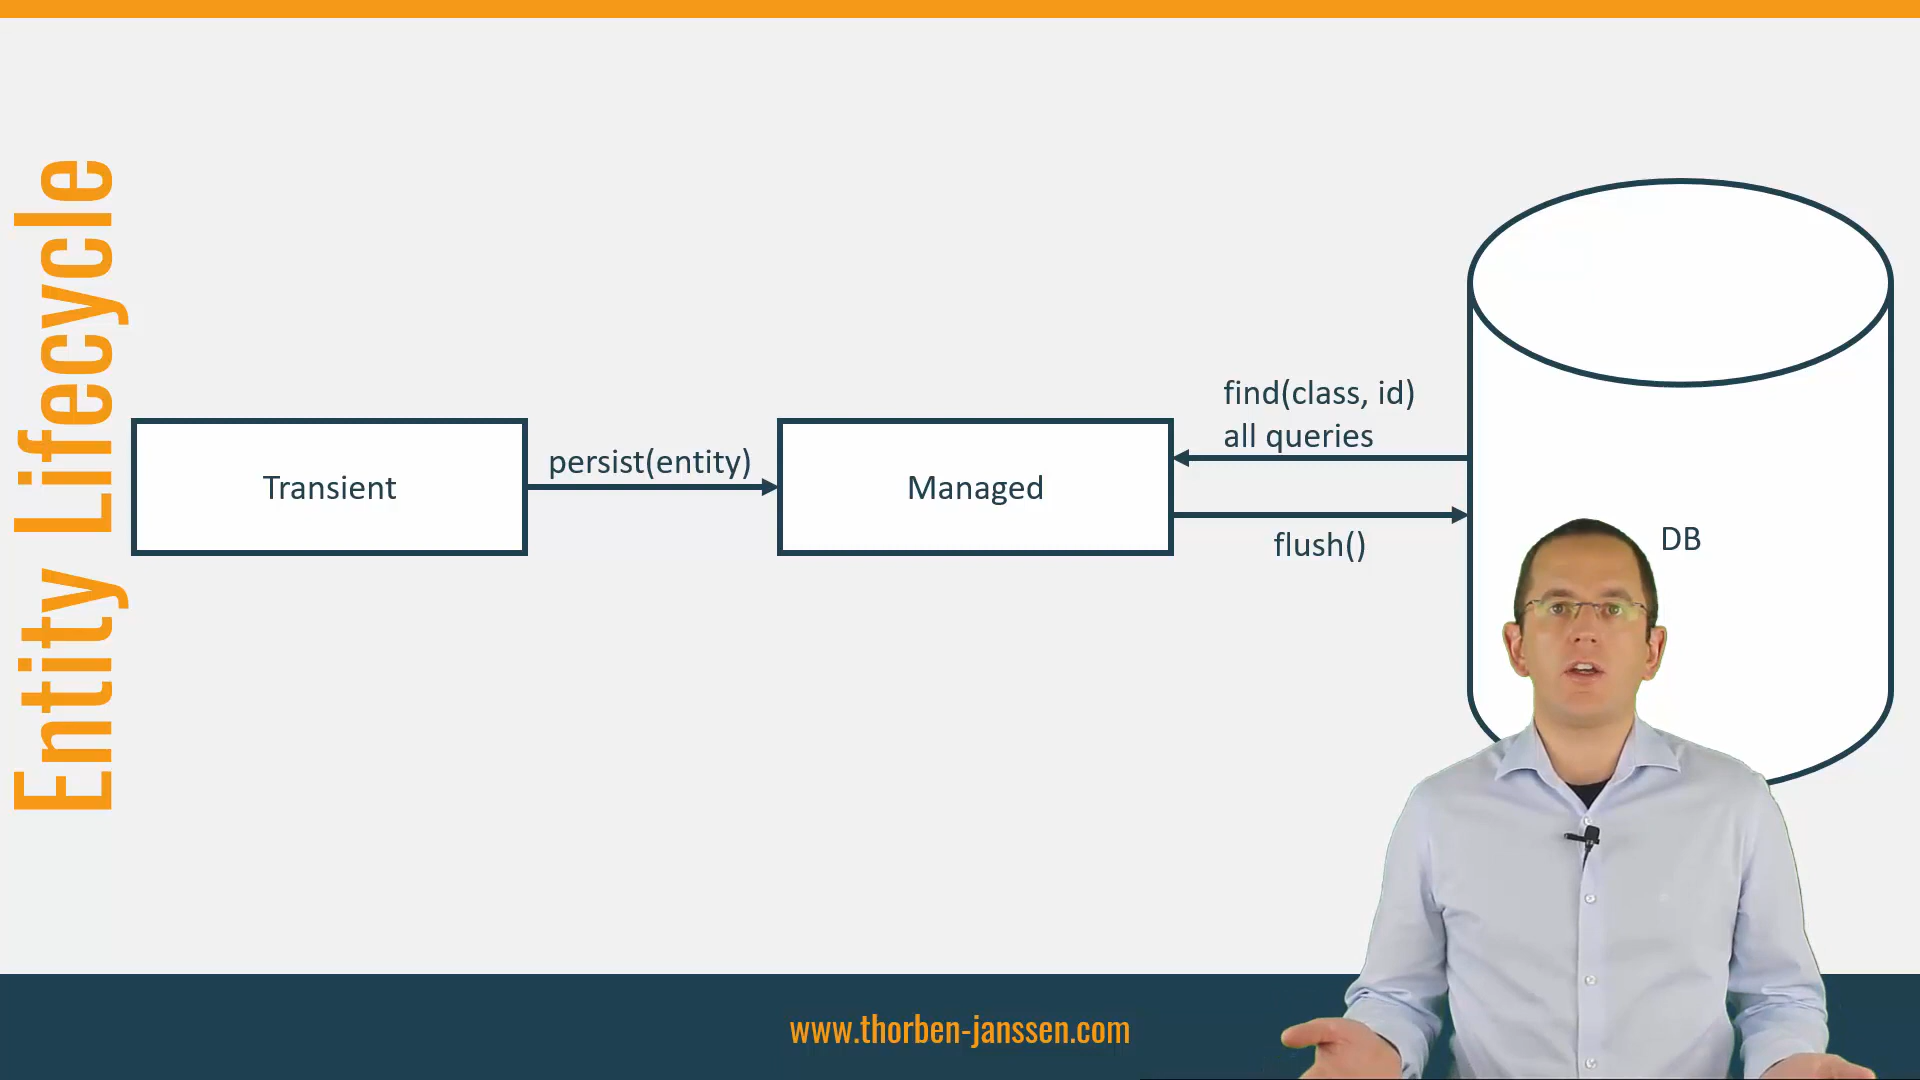 Entity Lifecycle
Transient
persist(entity)
Managed
find(class, id)
all queries
flush()
DB
www.thorben-janssen.com